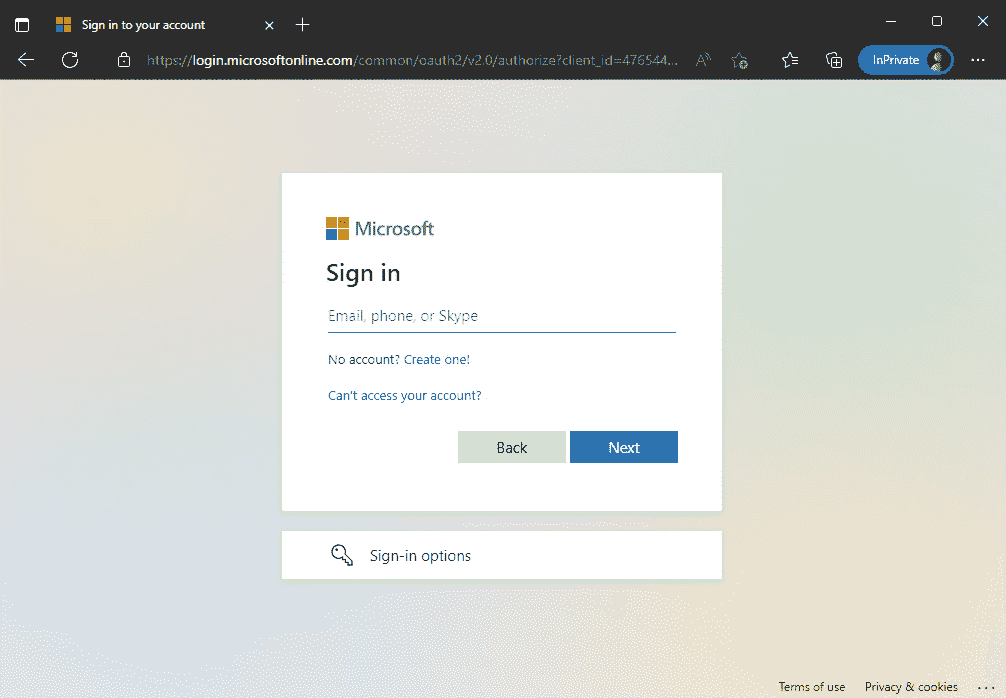 Sign in to your account
https://login.microsoftonline.com/common/oauth2/v2.0/authorize?client_id=476544...
InPrivate
Microsoft
Sign in
Email, phone, or Skype
No account? Create one!
Can't access your account?
Back
Next
Sign-in options
Terms of use
Privacy & cookies
...